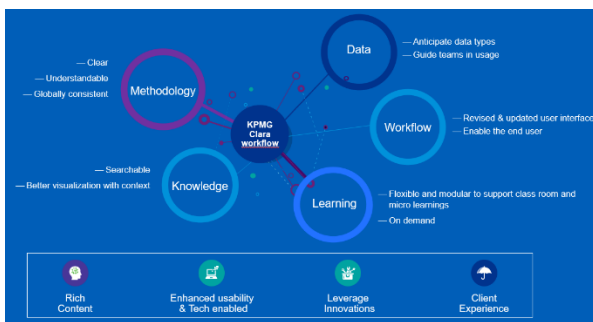 Data
— Anticipate data types
— Guide teams in usage
— Clear
— Understandable
— Globally consistent
Methodology
KPMG
Clara
workflow
Workflow
— Revised & updated user interface
— Enable the end user
— Searchable
— Better visualization with context
Knowledge
Learning
— Flexible and modular to support class room and
micro learnings
— On demand
Rich
Content
Enhanced usability
& Tech enabled
Leverage
Innovations
Client
Experience